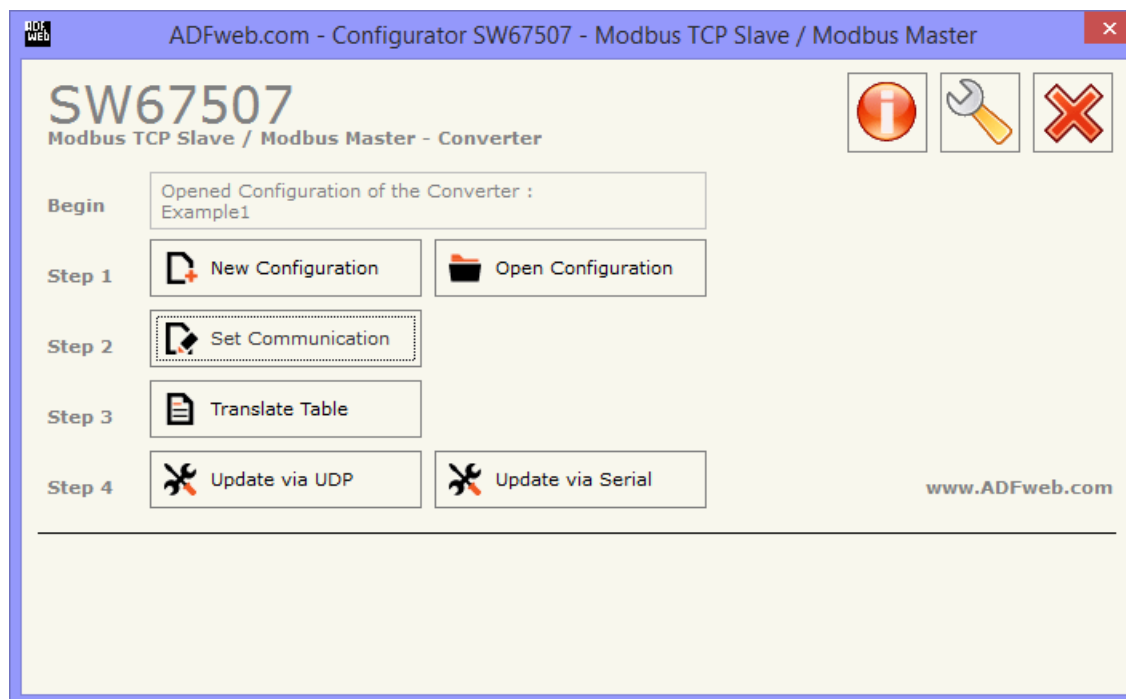 ADF
WEB
ADFweb.com - Configurator SW67507 - Modbus TCP Slave / Modbus Master
SW67507
Modbus TCP Slave / Modbus Master - Converter
Begin
Opened Configuration of the Converter :
Example1
Step 1
New Configuration
Open Configuration
Step 2
Set Communication
Step 3
Translate Table
Step 4
Update via UDP
Update via Serial
www.ADFweb.com